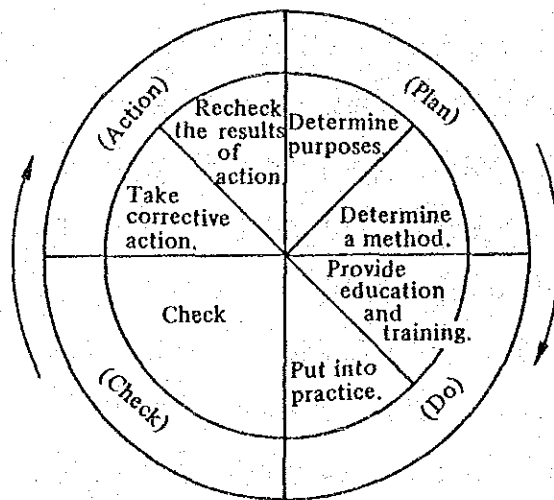 (Plan)
Determine
purposes.
Determine
a method.
(Do)
Provide
education
and
training.
Put into
practice.
(Check)
Check
(Action)
Take
corrective
action.
Recheck
the results
of
action.